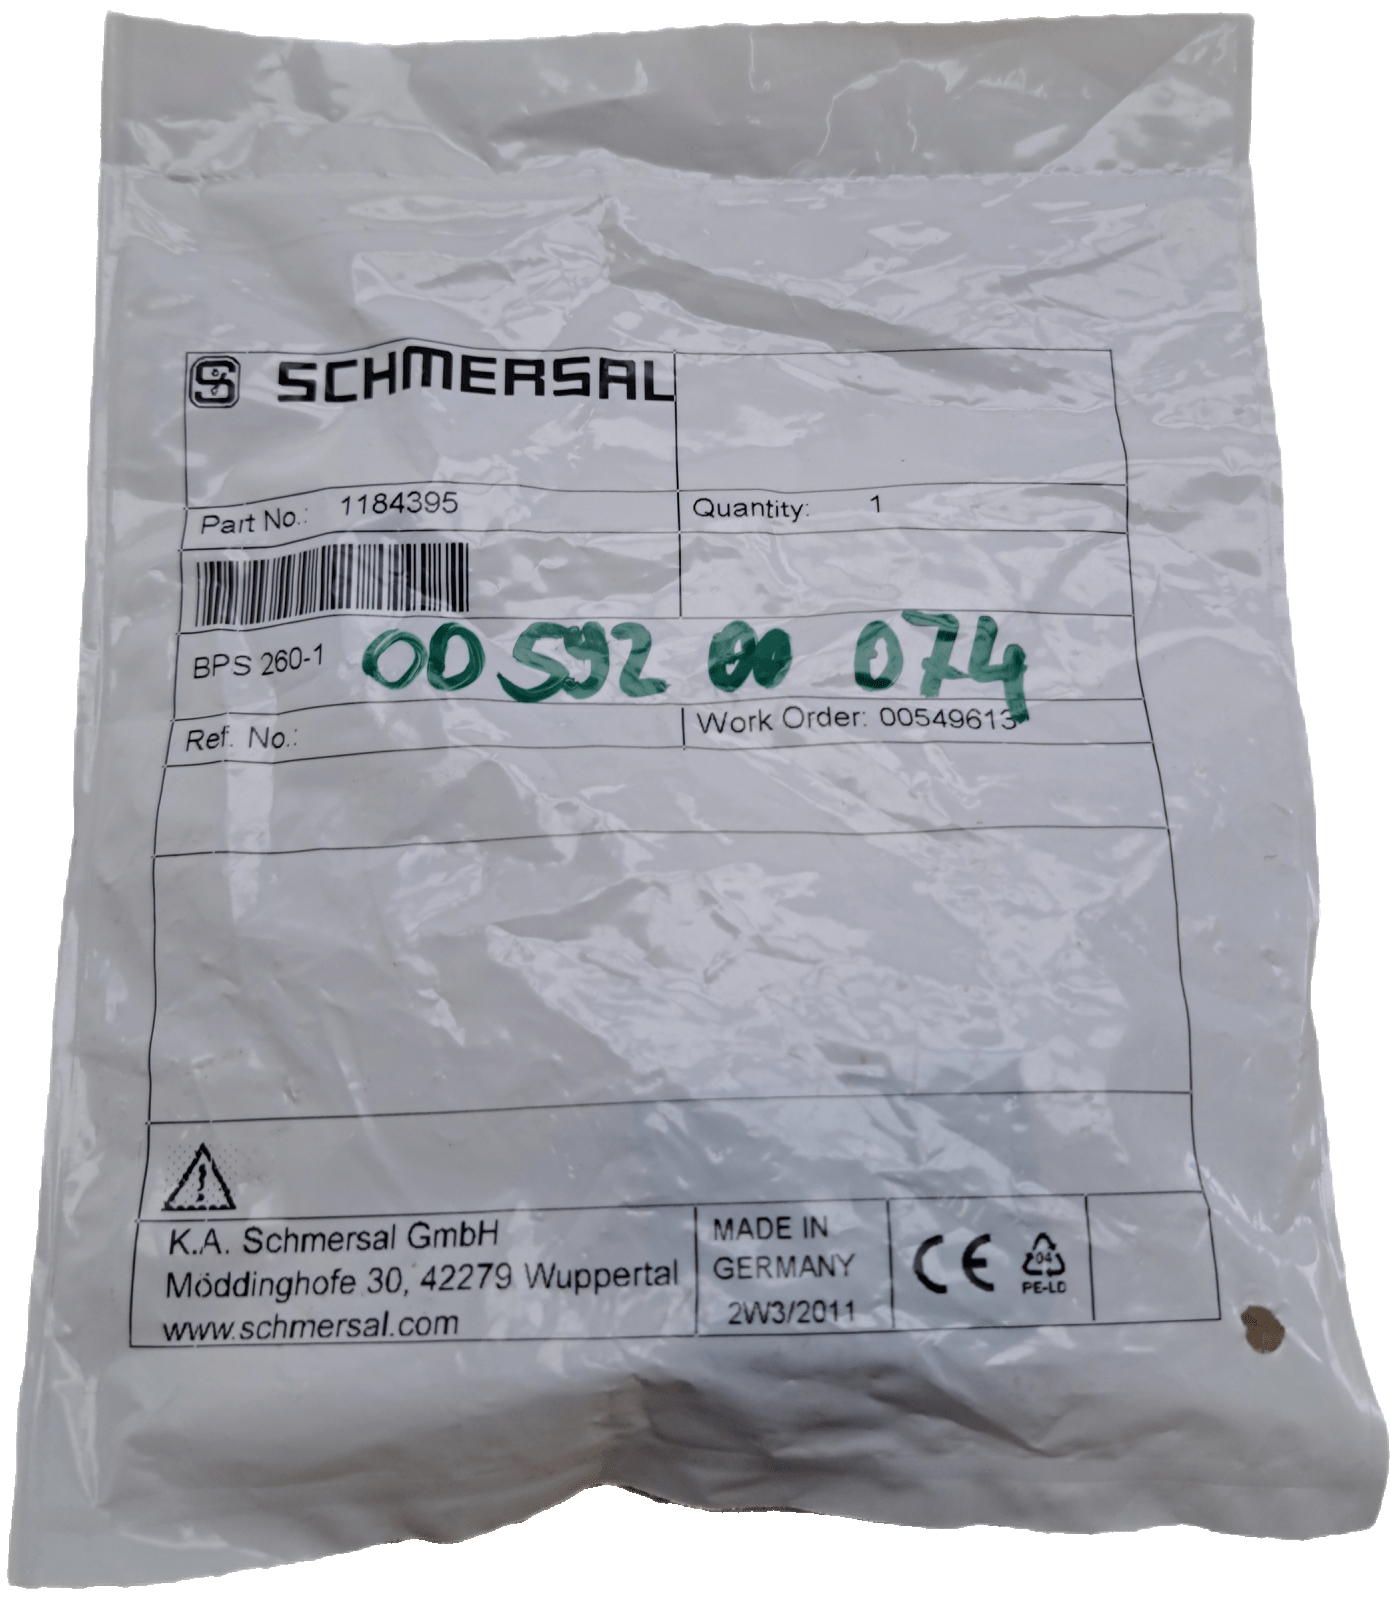 SCHMERSAL
Part No.: 1184395 Quantity: 1
BPS 260-1 00 592 00 074
Ref. No.: Work Order: 00549613
K.A. Schmersal GmbH
Möddinghofe 30, 42279 Wuppertal
www.schmersal.com
MADE IN
GERMANY
2W3/2011
CE
04
PE-LD